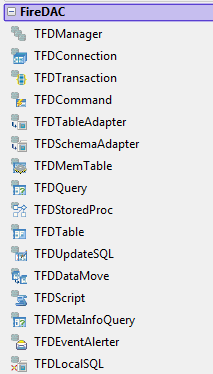 FireDAC
TFDManager
TFDConnection
TFDTransaction
TFDCommand
TFDTableAdapter
TFDSchemaAdapter
TFDMemTable
TFDQuery
TFDStoredProc
TFDTable
TFDUpdateSQL
TFDDataMove
TFDScript
TFDMetaInfoQuery
TFDEventAlerter
TFDLocalSQL